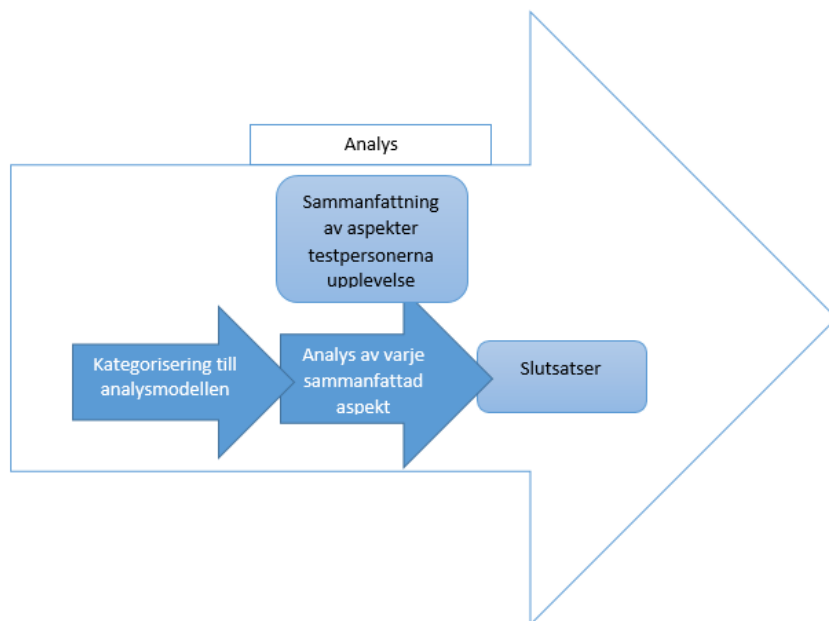 Analys
Sammanfattning
av aspekter
testpersonerna
upplevelse
Kategorisering till
analysmodellen
Analys av varje
sammanfattad
aspekt
Slutsatser